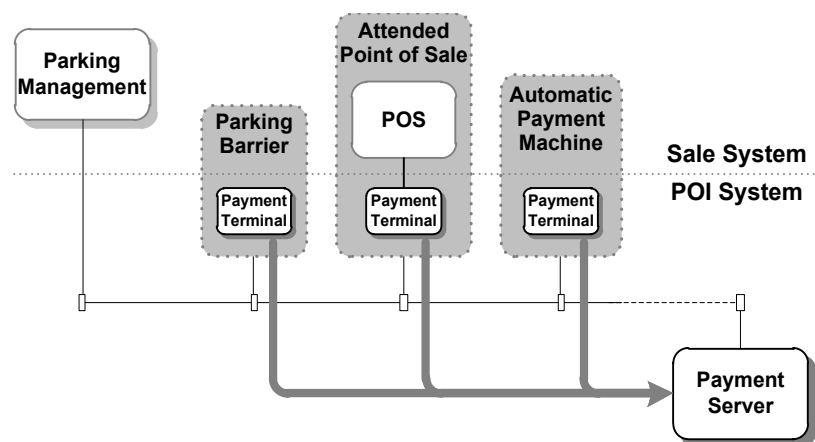 Parking
Management
Parking
Barrier
Payment
Terminal
Attended
Point of Sale
POS
Payment
Terminal
Automatic
Payment
Machine
Payment
Terminal
Sale System
POI System
Payment
Server